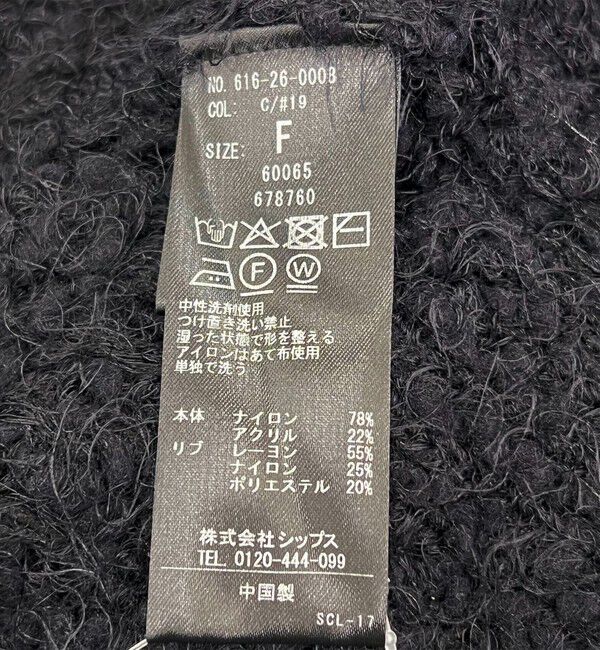 NO. 616-26-0008
COL. C/#19
SIZE: F
60065
678760
F W
中性洗剤使用
つけ置き洗い禁止
湿った状態で形を整える
アイロンはあて布使用
単独で洗う
本体 ナイロン 78%
アクリル 22%
リブ レーヨン 55%
ナイロン 25%
ポリエステル 20%
株式会社シップス
TEL. 0120-444-099
中国製
SCL-17